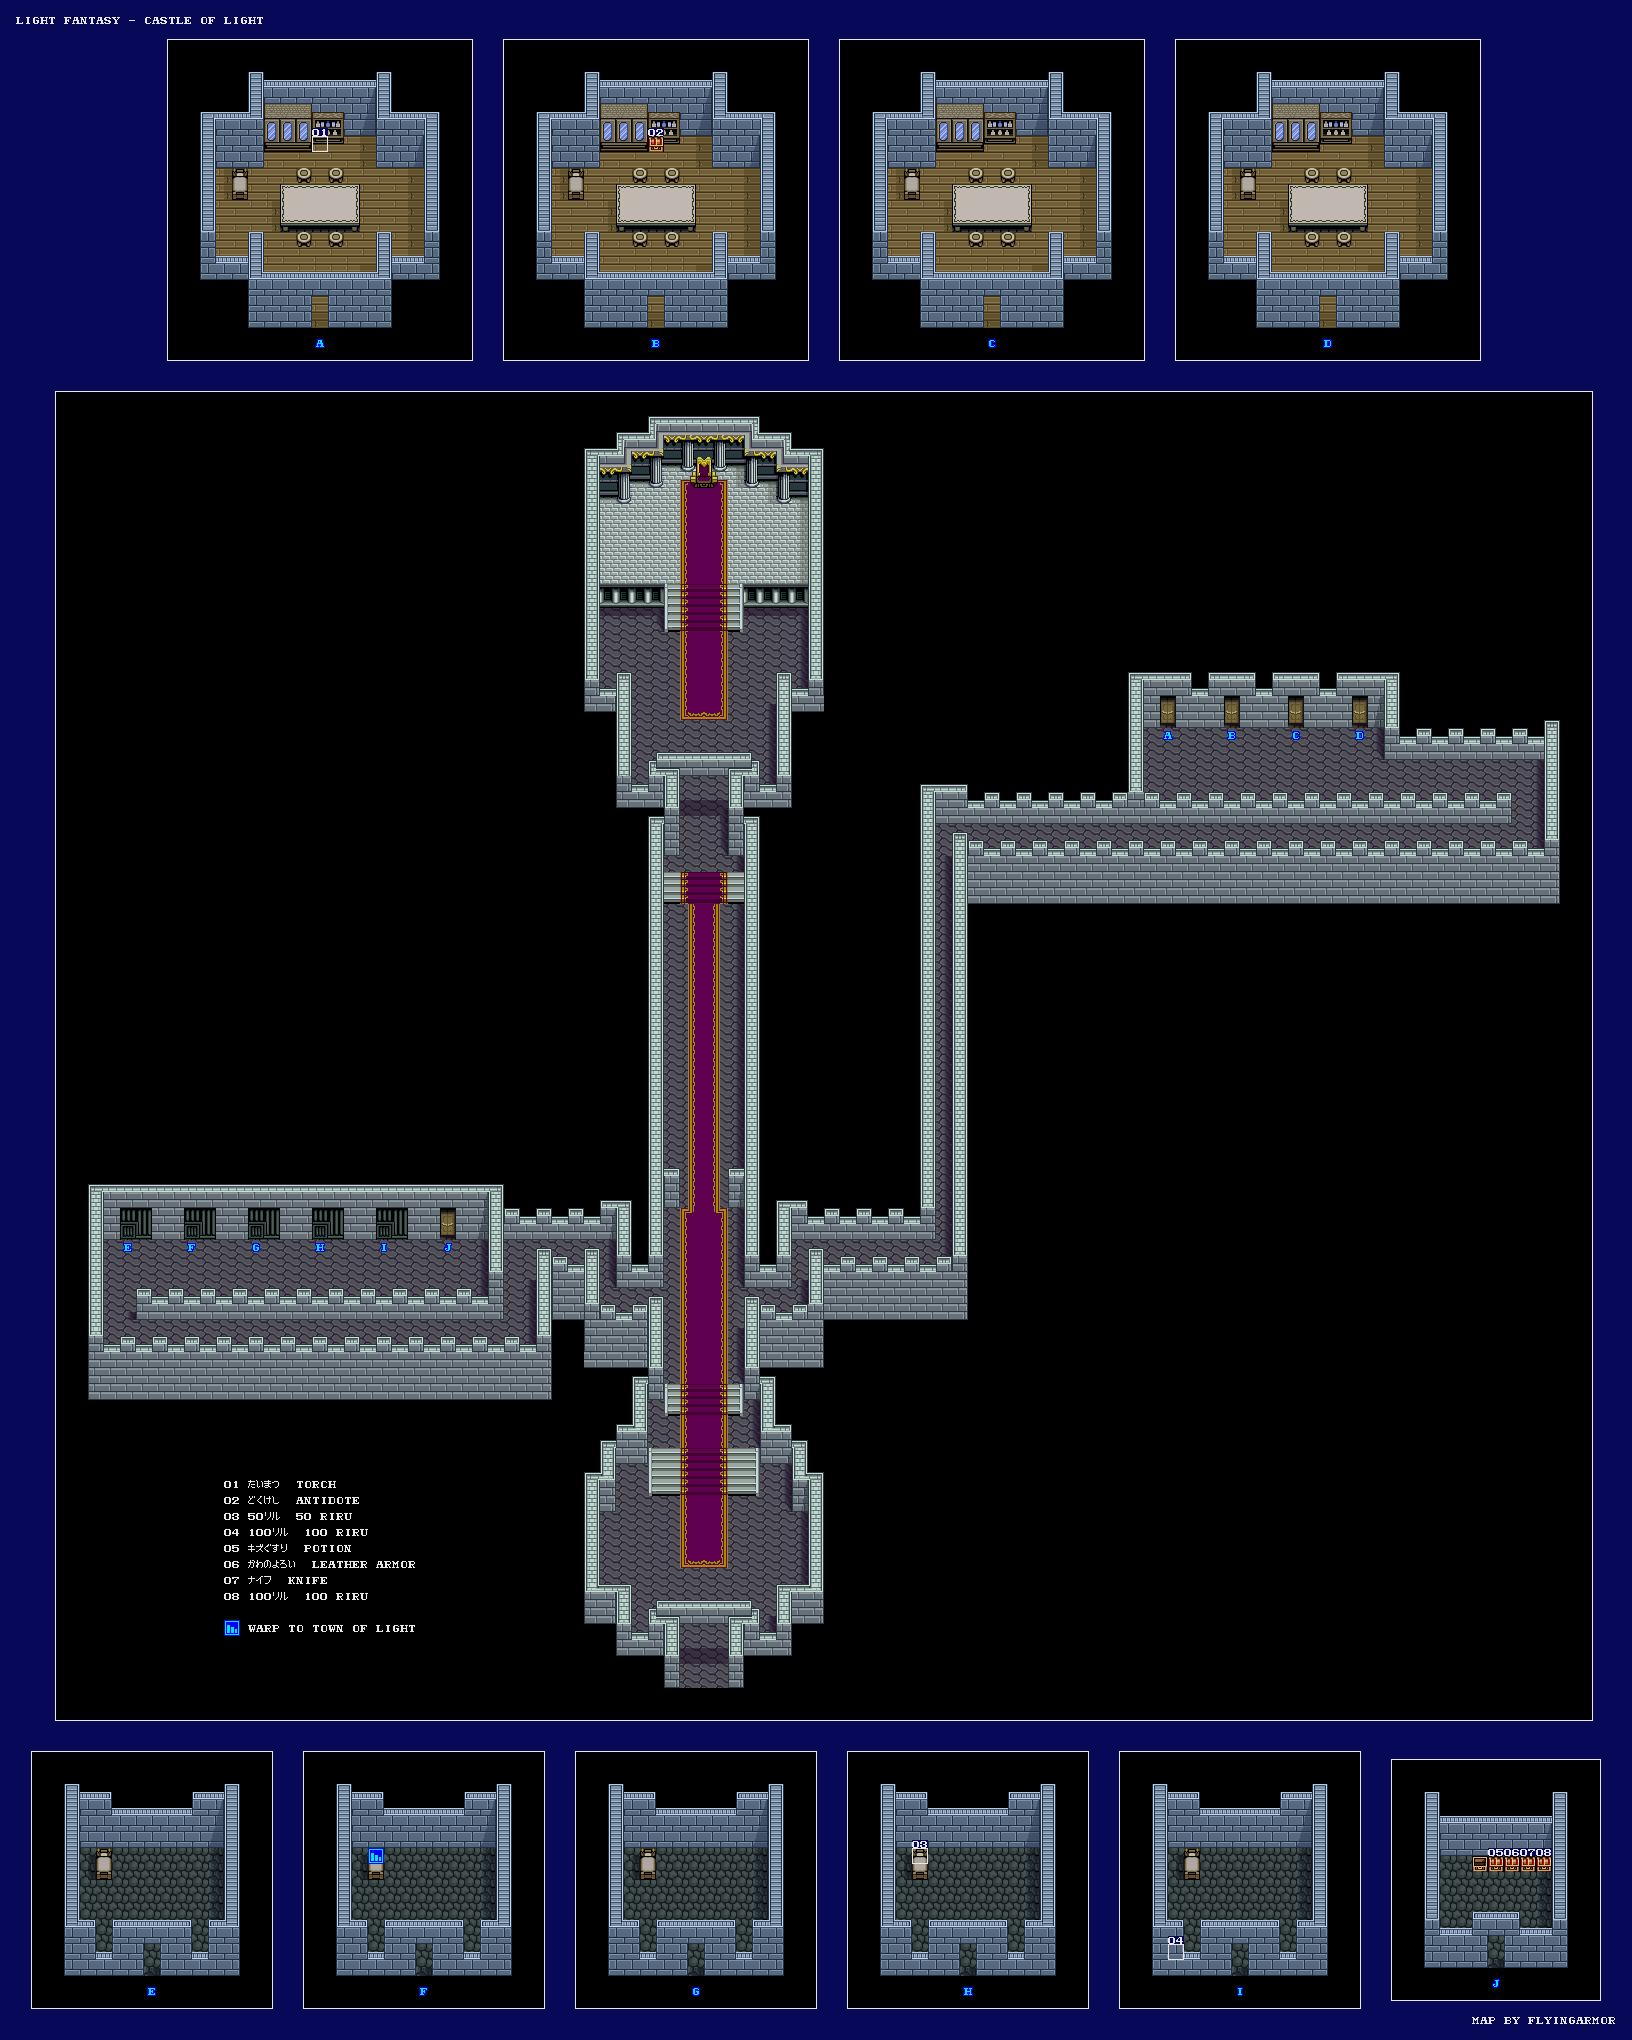 LIGHT FANTASY - CASTLE OF LIGHT
01
02
A
B
C
D
A
B
C
D
E
F
G
H
I
J
01 たいまつ TORCH
02 どくけし ANTIDOTE
03 50リル 50 RIRU
04 100リル 100 RIRU
05 キズぐすり POTION
06 かわのよろい LEATHER ARMOR
07 ナイフ KNIFE
08 100リル 100 RIRU
WARP TO TOWN OF LIGHT
03
05060708
04
E
F
G
H
I
J
MAP BY FLYINGARMOR